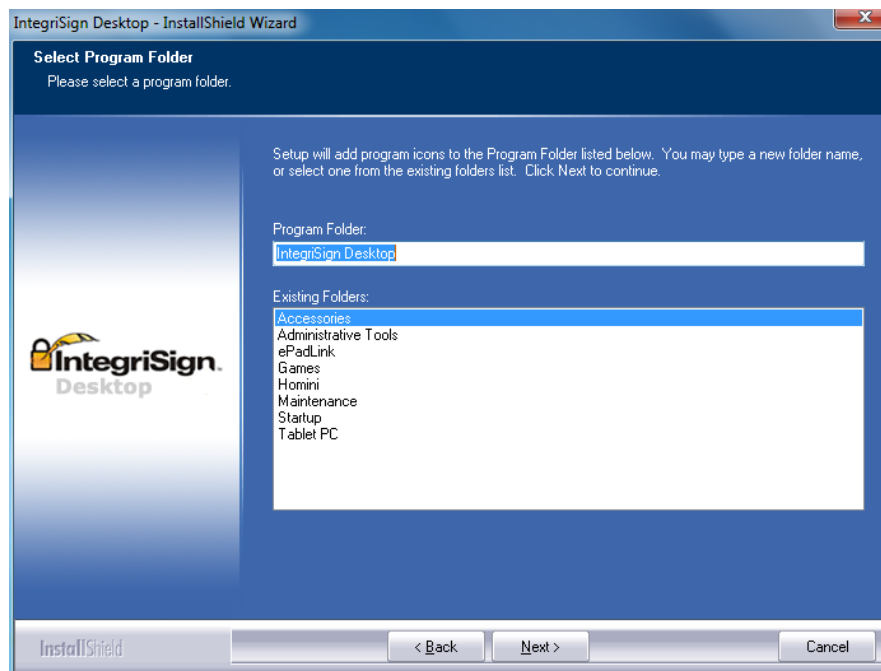 IntegriSign Desktop - InstallShield Wizard
Select Program Folder
Please select a program folder.
Setup will add program icons to the Program Folder listed below. You may type a new folder name,
or select one from the existing folders list. Click Next to continue.
Program Folder:
IntegriSign Desktop
Existing Folders:
Accessories
Administrative Tools
ePadLink
Games
Homini
Maintenance
Startup
Tablet PC
IntegriSign.
Desktop
InstallShield
< Back
Next >
Cancel